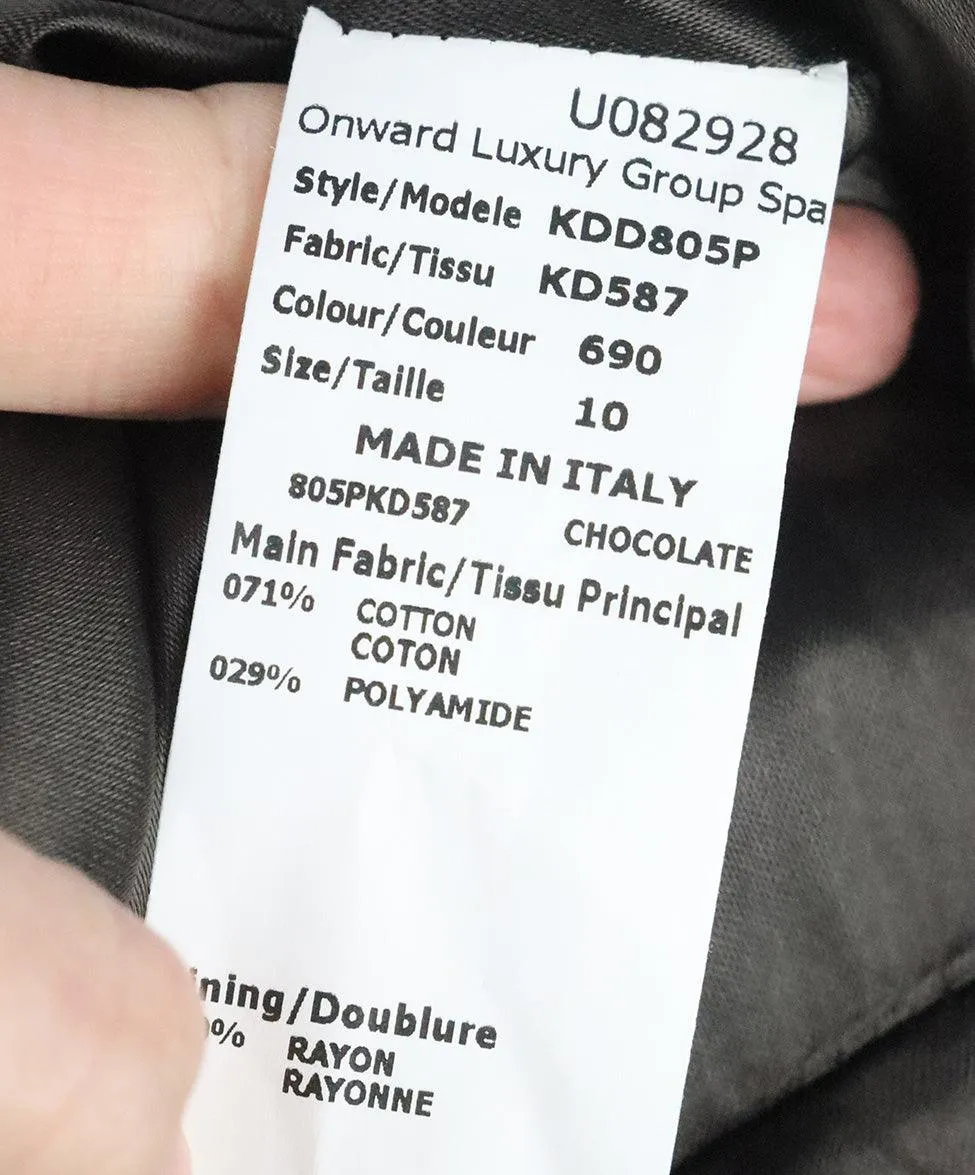 U082928
Onward Luxury Group Spa
Style/Modele KDD805P
Fabric/Tissu KD587
Colour/Couleur 690
Size/Taille 10
MADE IN ITALY
805PKD587 CHOCOLATE
Main Fabric/Tissu Principal
071% COTTON
COTON
029% POLYAMIDE
ning/Doublure
% RAYON
RAYONNE